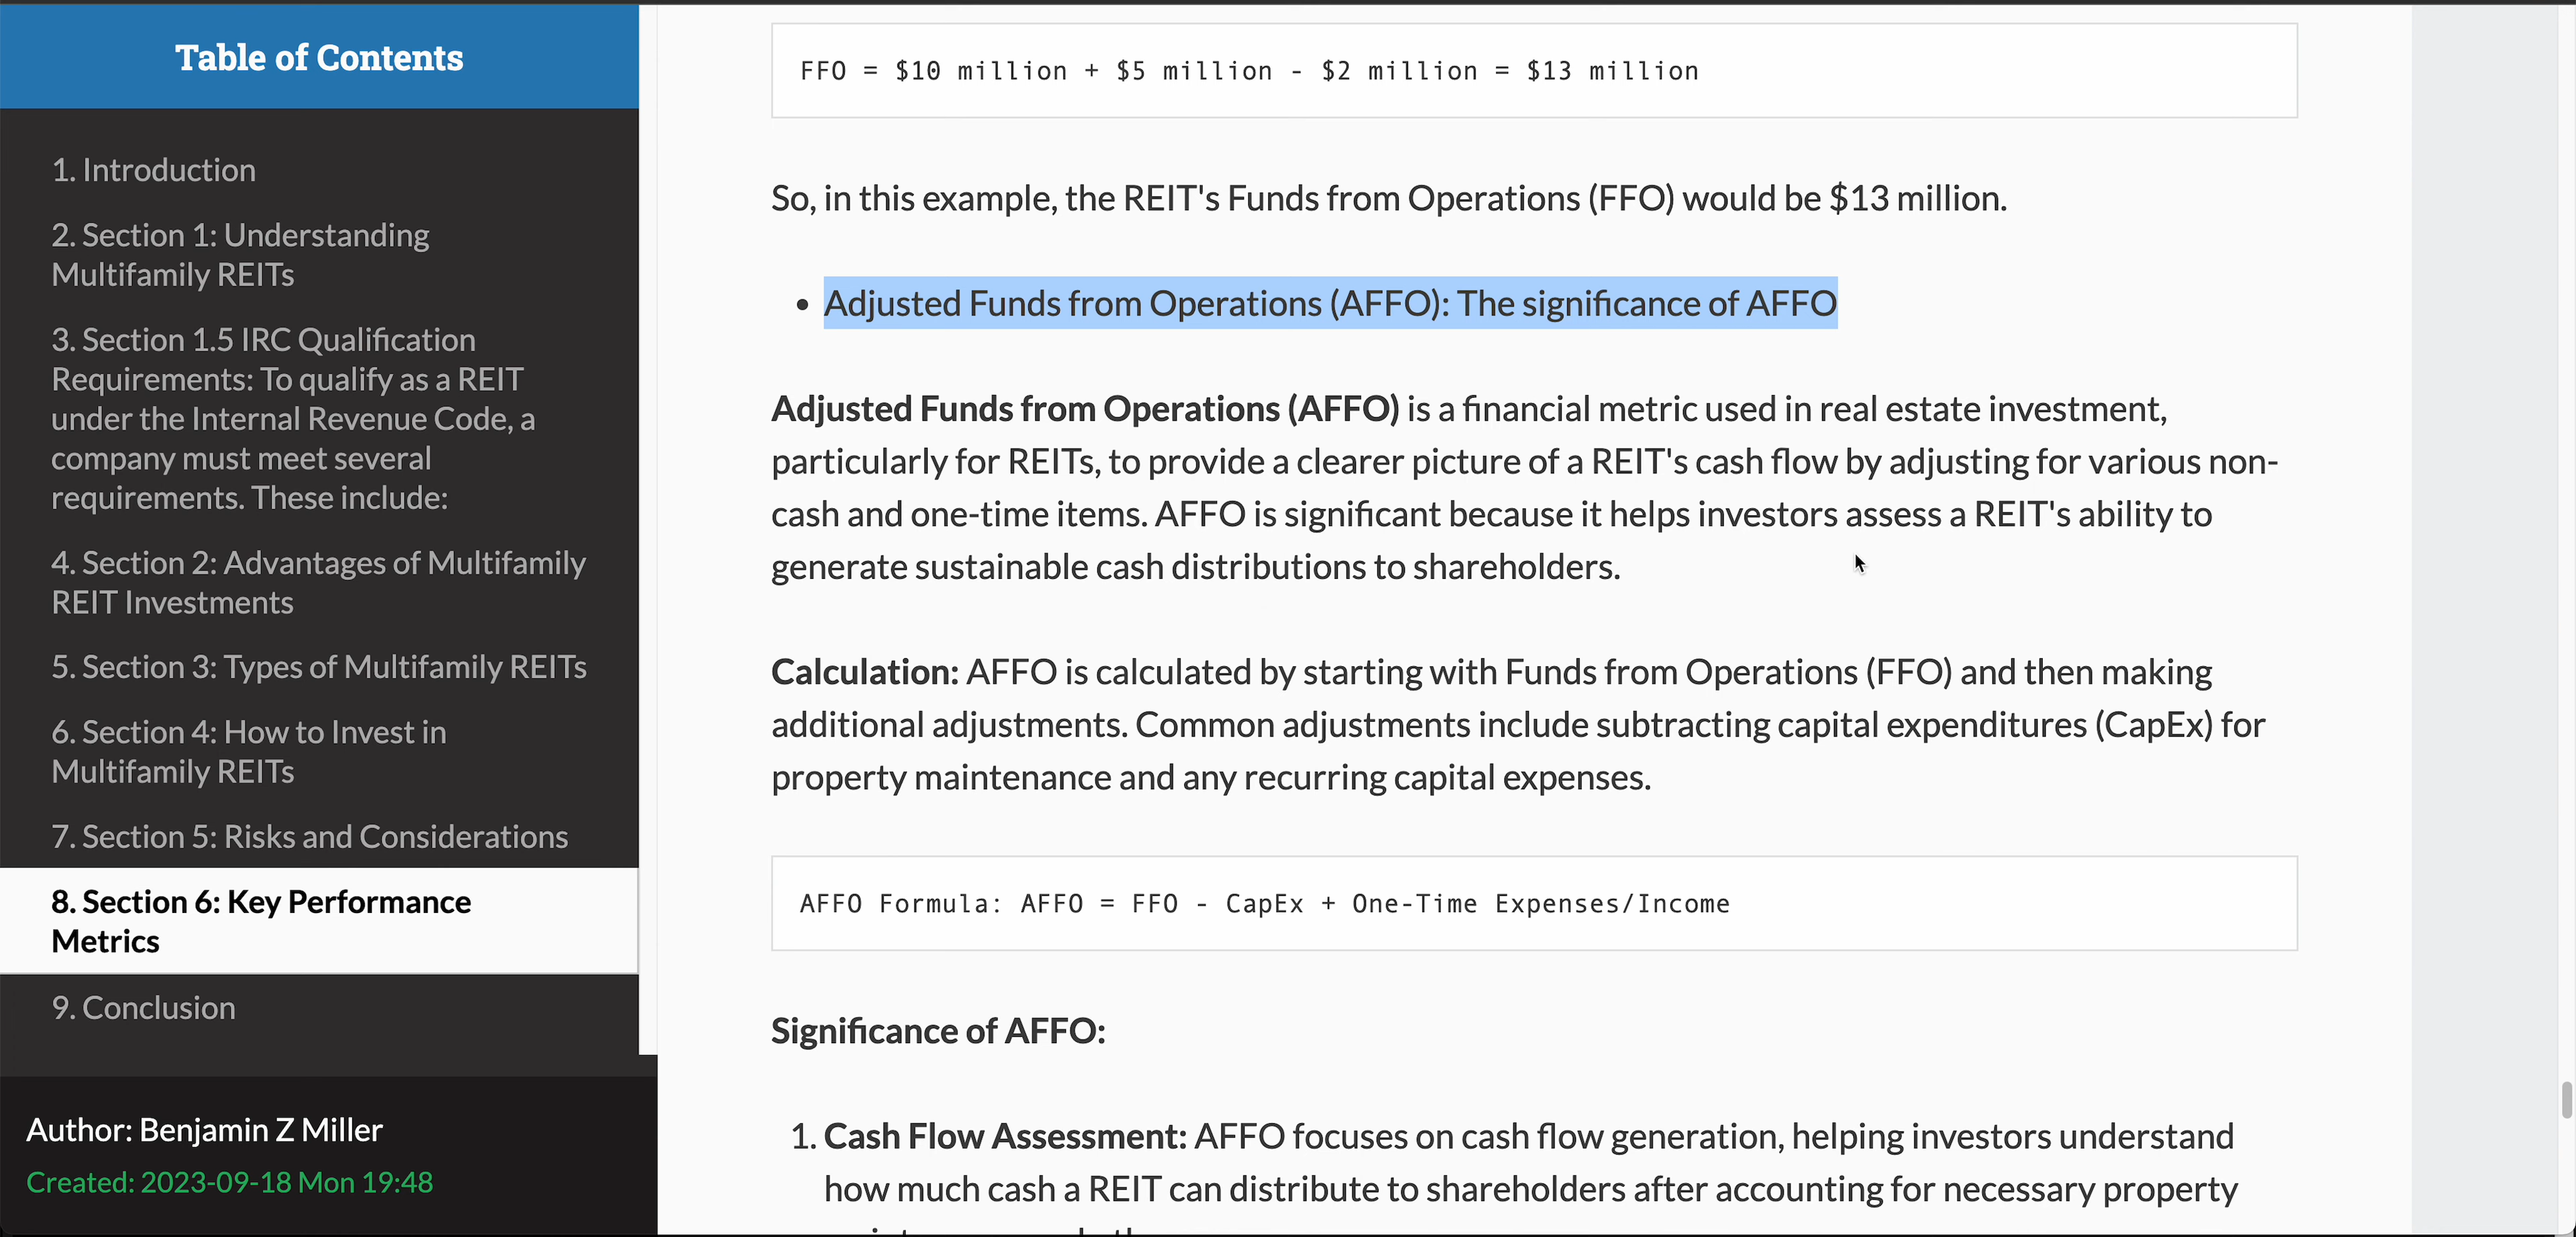 Table of Contents
1. Introduction
2. Section 1: Understanding
Multifamily REITs
3. Section 1.5 IRC Qualification
Requirements: To qualify as a REIT
under the Internal Revenue Code, a
company must meet several
requirements. These include:
4. Section 2: Advantages of Multifamily
REIT Investments
5. Section 3: Types of Multifamily REITs
6. Section 4: How to Invest in
Multifamily REITs
7. Section 5: Risks and Considerations
8. Section 6: Key Performance
Metrics
9. Conclusion
Author: Benjamin Z Miller
Created: 2023-09-18 Mon 19:48
FFO = $10 million + $5 million - $2 million = $13 million
So, in this example, the REIT's Funds from Operations (FFO) would be $13 million.
• Adjusted Funds from Operations (AFFO): The significance of AFFO
Adjusted Funds from Operations (AFFO) is a financial metric used in real estate investment,
particularly for REITs, to provide a clearer picture of a REIT's cash flow by adjusting for various non-
cash and one-time items. AFFO is significant because it helps investors assess a REIT's ability to
generate sustainable cash distributions to shareholders.
Calculation: AFFO is calculated by starting with Funds from Operations (FFO) and then making
additional adjustments. Common adjustments include subtracting capital expenditures (CapEx) for
property maintenance and any recurring capital expenses.
AFFO Formula: AFFO = FFO - CapEx + One-Time Expenses/Income
Significance of AFFO:
1. Cash Flow Assessment: AFFO focuses on cash flow generation, helping investors understand
how much cash a REIT can distribute to shareholders after accounting for necessary property